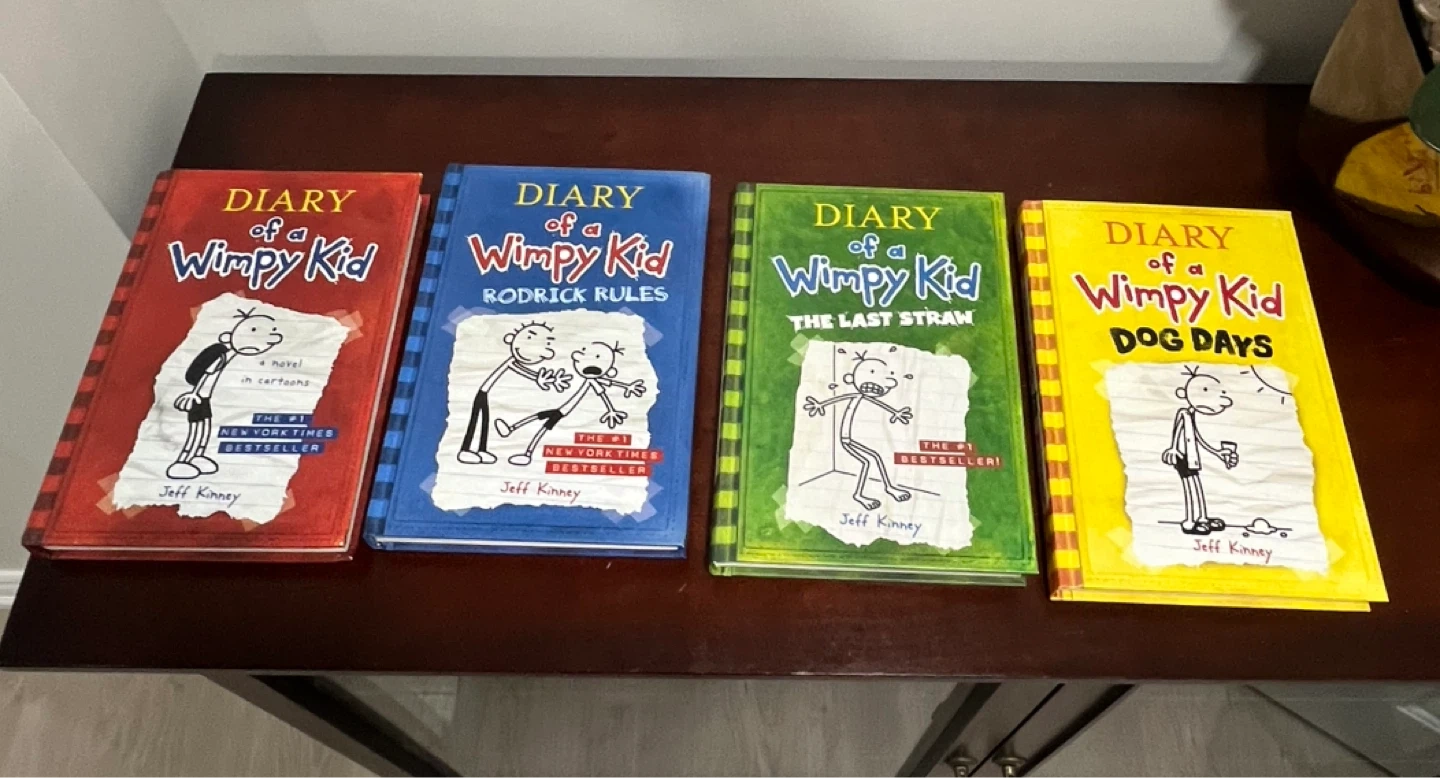 DIARY
of a
Wimpy Kid
a novel
in cartoons
THE #1
NEW YORK TIMES
BESTSELLER
Jeff Kinney
DIARY
of a
Wimpy Kid
RODRICK RULES
THE #1
NEW YORK TIMES
BESTSELLER
Jeff Kinney
DIARY
of a
Wimpy Kid
THE LAST STRAW
THE #1
BESTSELLER!
Jeff Kinney
DIARY
of a
Wimpy Kid
DOG DAYS
Jeff Kinney